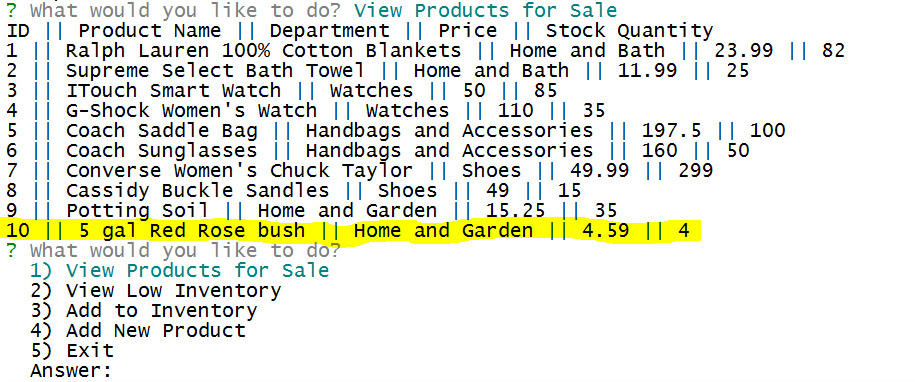 ? What would you like to do? View Products for Sale
ID || Product Name || Department || Price || Stock Quantity
1 || Ralph Lauren 100% Cotton Blankets || Home and Bath || 23.99 || 82
2 || Supreme Select Bath Towel || Home and Bath || 11.99 || 25
3 || ITouch Smart Watch || Watches || 50 || 85
4 || G-Shock Women's Watch || Watches || 110 || 35
5 || Coach Saddle Bag || Handbags and Accessories || 197.5 || 100
6 || Coach Sunglasses || Handbags and Accessories || 160 || 50
7 || Converse Women's Chuck Taylor || Shoes || 49.99 || 299
8 || Cassidy Buckle Sandles || Shoes || 49 || 15
9 || Potting Soil || Home and Garden || 15.25 || 35
10 || 5 gal Red Rose bush || Home and Garden || 4.59 || 4
? What would you like to do?
1) View Products for Sale
2) View Low Inventory
3) Add to Inventory
4) Add New Product
5) Exit
Answer: